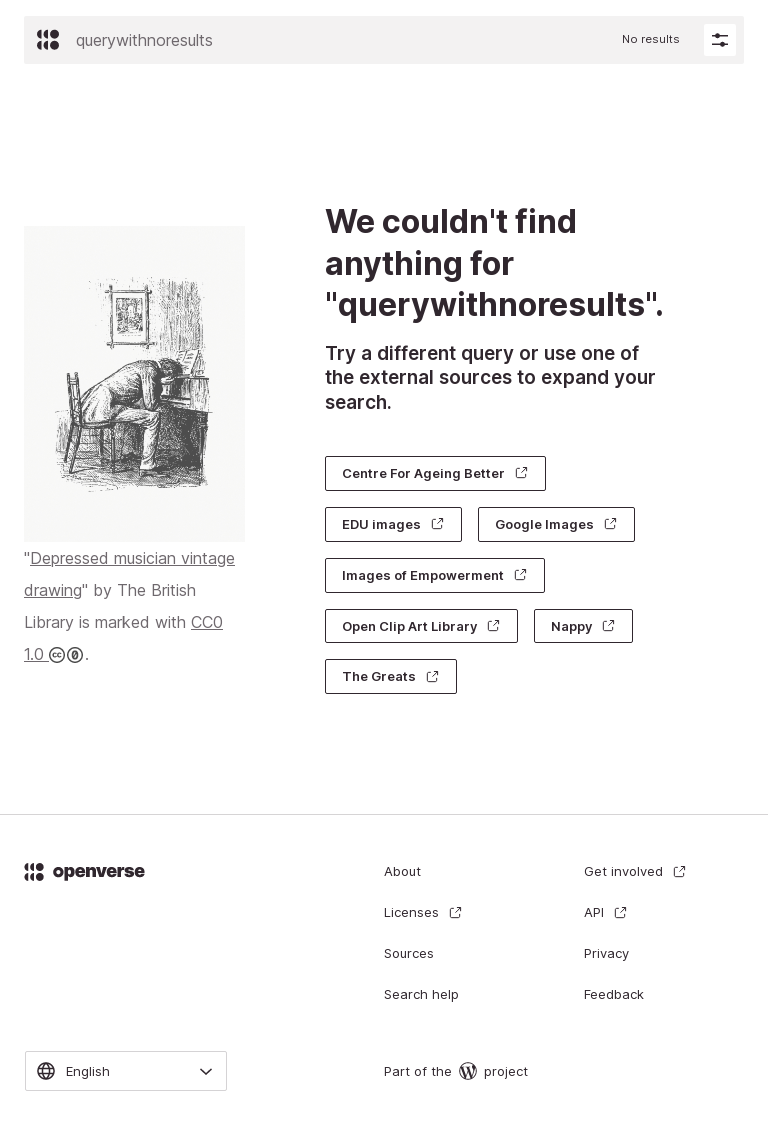 querywithnoresults
No results
We couldn't find
anything for
"querywithnoresults".
Try a different query or use one of
the external sources to expand your
search.
Centre For Ageing Better
EDU images
Google Images
Images of Empowerment
Open Clip Art Library
Nappy
The Greats
"Depressed musician vintage
drawing" by The British
Library is marked with CC0
1.0 .
openverse
About
Get involved
Licenses
API
Sources
Privacy
Search help
Feedback
English
Part of the
project